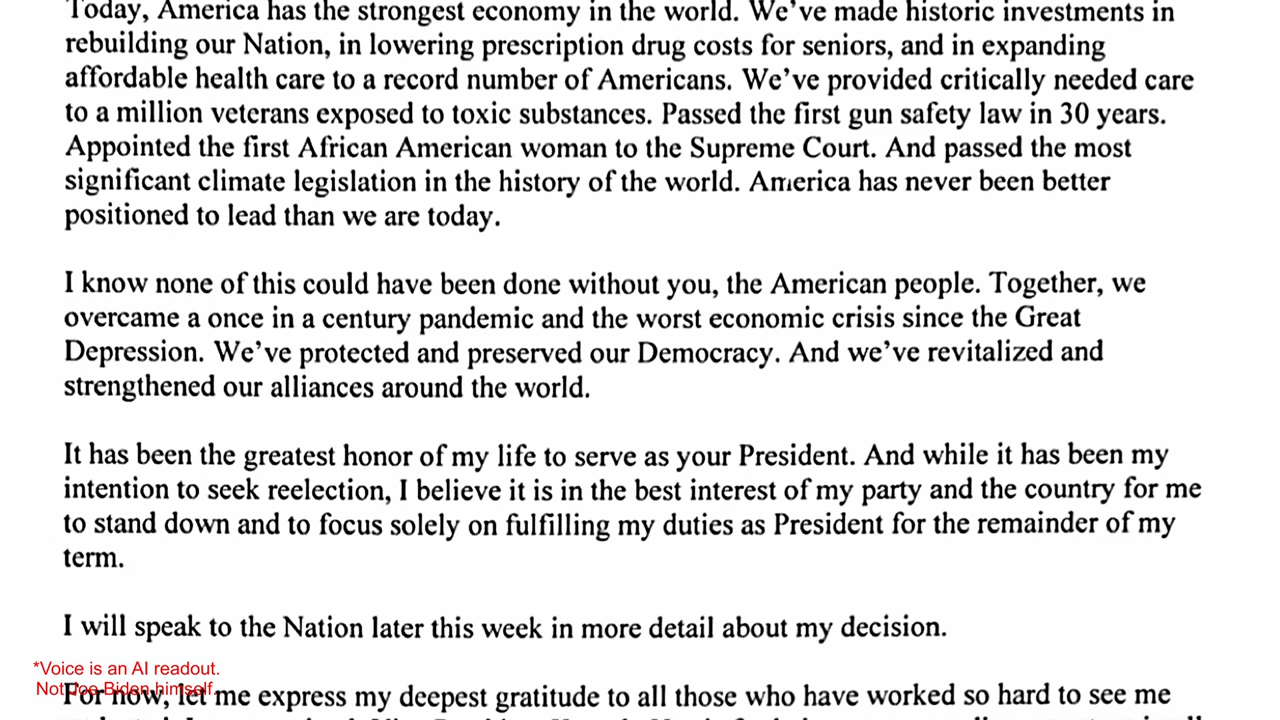 Today, America has the strongest economy in the world. We’ve made historic investments in
rebuilding our Nation, in lowering prescription drug costs for seniors, and in expanding
affordable health care to a record number of Americans. We’ve provided critically needed care
to a million veterans exposed to toxic substances. Passed the first gun safety law in 30 years.
Appointed the first African American woman to the Supreme Court. And passed the most
significant climate legislation in the history of the world. America has never been better
positioned to lead than we are today.
I know none of this could have been done without you, the American people. Together, we
overcame a once in a century pandemic and the worst economic crisis since the Great
Depression. We’ve protected and preserved our Democracy. And we’ve revitalized and
strengthened our alliances around the world.
It has been the greatest honor of my life to serve as your President. And while it has been my
intention to seek reelection, I believe it is in the best interest of my party and the country for me
to stand down and to focus solely on fulfilling my duties as President for the remainder of my
term.
I will speak to the Nation later this week in more detail about my decision.
*Voice is an AI readout.
Not Joe Biden himself.
For now, let me express my deepest gratitude to all those who have worked so hard to see me